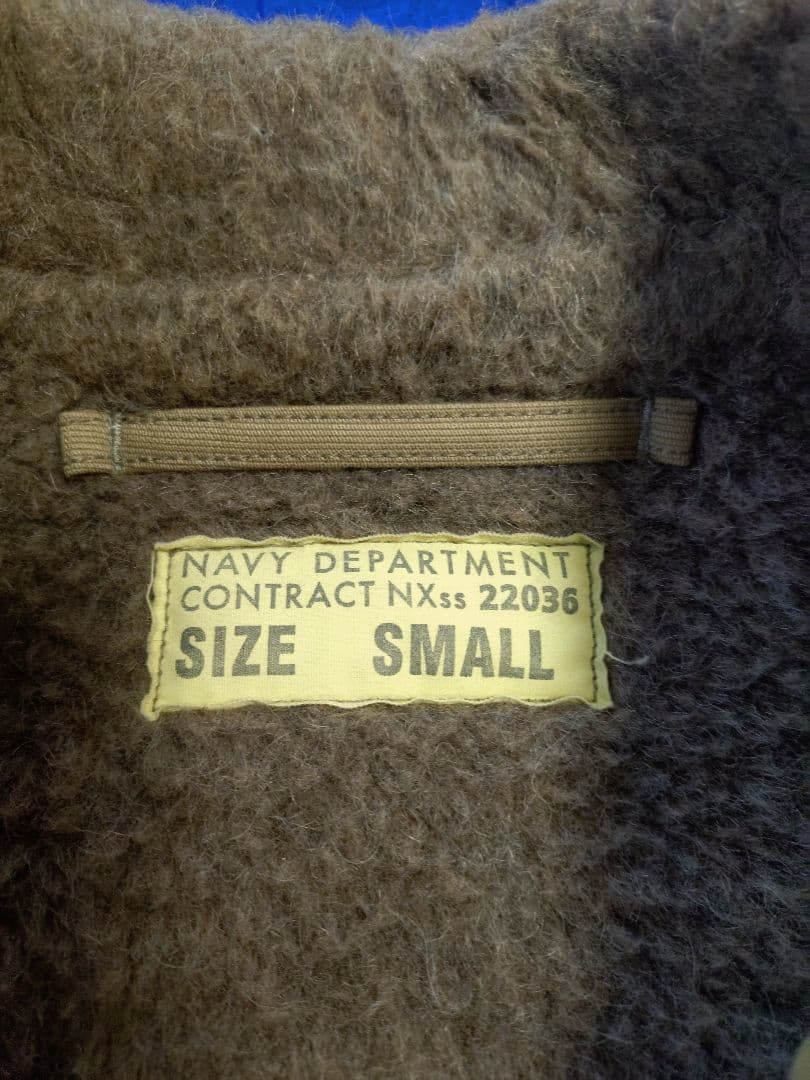 NAVY DEPARTMENT
CONTRACT NXss 22036
SIZE SMALL